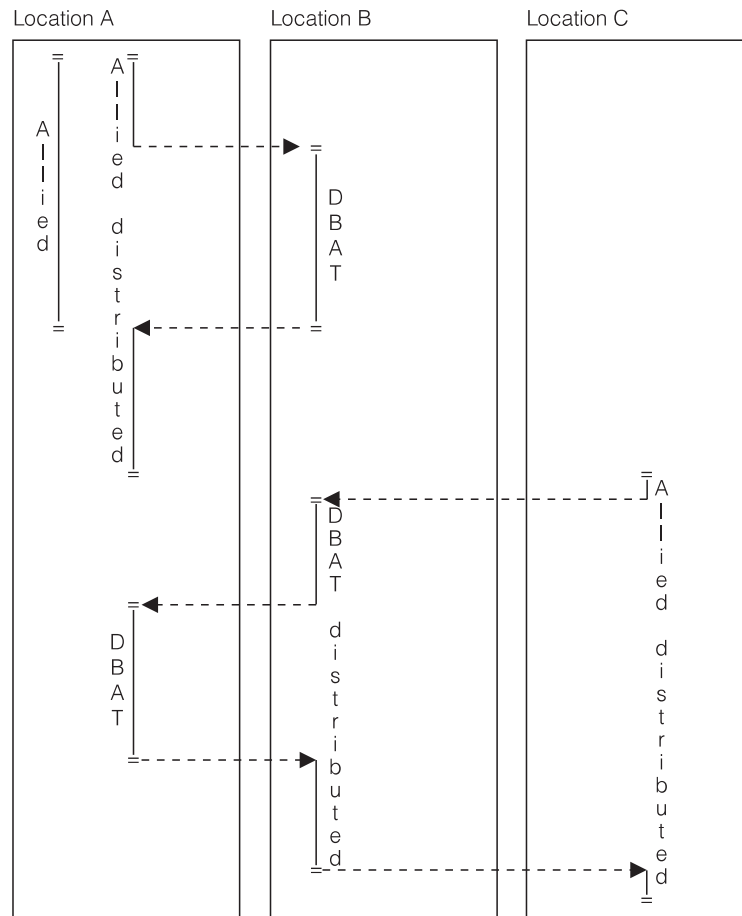 Location A
Location B
Location C
Allied
Allied distributed
DBAT
DBAT distributed
DBAT
Allied distributed